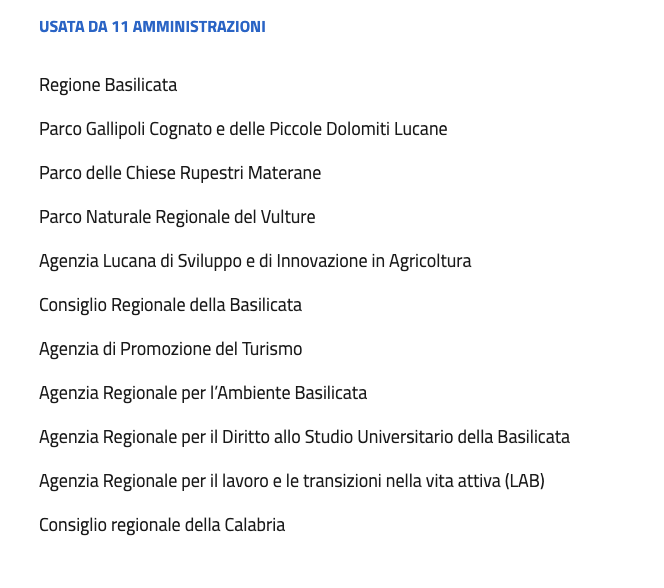 USATA DA 11 AMMINISTRAZIONI
Regione Basilicata
Parco Gallipoli Cognato e delle Piccole Dolomiti Lucane
Parco delle Chiese Rupestri Materane
Parco Naturale Regionale del Vulture
Agenzia Lucana di Sviluppo e di Innovazione in Agricoltura
Consiglio Regionale della Basilicata
Agenzia di Promozione del Turismo
Agenzia Regionale per l’Ambiente Basilicata
Agenzia Regionale per il Diritto allo Studio Universitario della Basilicata
Agenzia Regionale per il lavoro e le transizioni nella vita attiva (LAB)
Consiglio regionale della Calabria